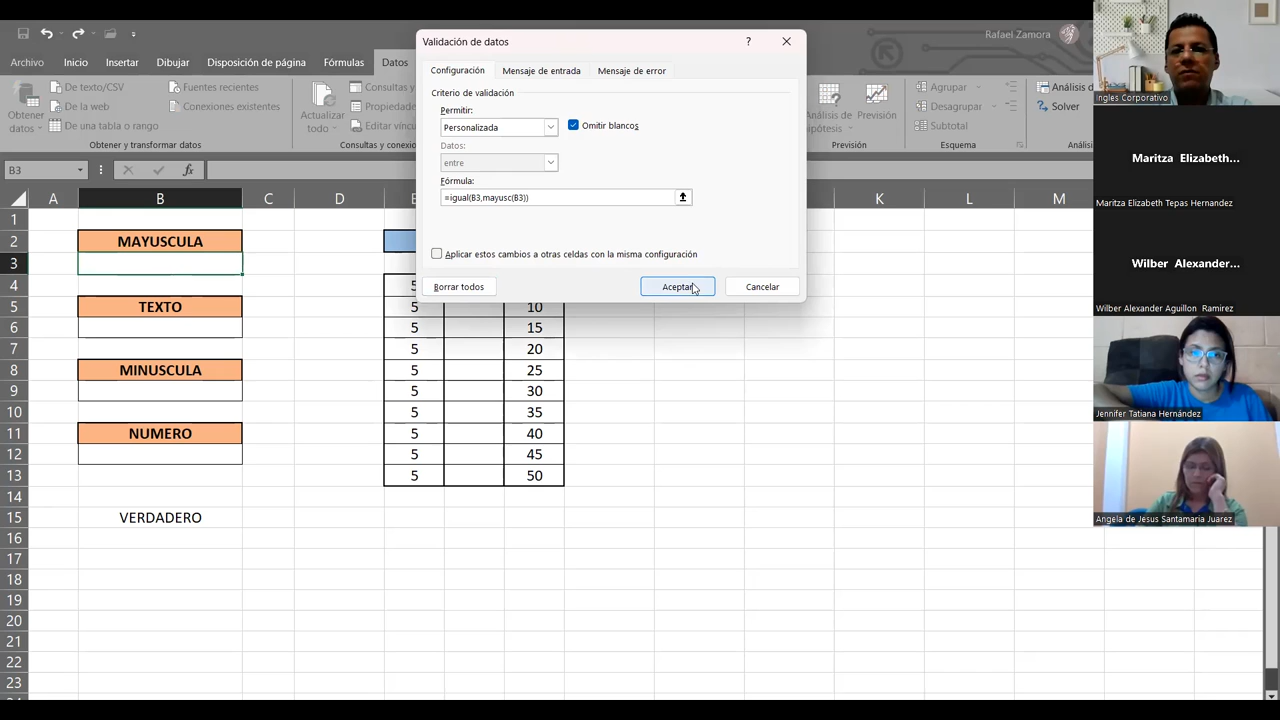 Validación de datos
?
Rafael Zamora
Archivo
Inicio
Insertar
Dibujar
Disposición de página
Fórmulas
Datos
Obtener datos
De texto/CSV
De la web
De una tabla o rango
Fuentes recientes
Conexiones existentes
Obtener y transformar datos
Actualizar todo
Consultas y
Propiedade
Editar víncu
Consultas y conexi
Configuración
Mensaje de entrada
Mensaje de error
Criterio de validación
Permitir:
Personalizada
Omitir blancos
Datos:
entre
Fórmula:
=igual(B3,mayusc(B3))
Aplicar estos cambios a otras celdas con la misma configuración
Borrar todos
Aceptar
Cancelar
Previsión
Previsión
Agrupar
Desagrupar
Subtotal
Esquema
Análisis d
Solver
Anális
B3
fx
A B C D E K L M
1
2 MAYUSCULA
3
4 5
5 TEXTO 5 10
6 5 15
7 5 20
8 MINUSCULA 5 25
9 5 30
10 5 35
11 NUMERO 5 40
12 5 45
13 5 50
14
15 VERDADERO
16
17
18
19
20
21
22
23
Ingles Corporativo
Maritza Elizabeth...
Maritza Elizabeth Tepas Hernandez
Wilber Alexander...
Wilber Alexander Aguillon Ramirez
Jennifer Tatiana Hernández
Angela de Jesus Santamaria Juarez